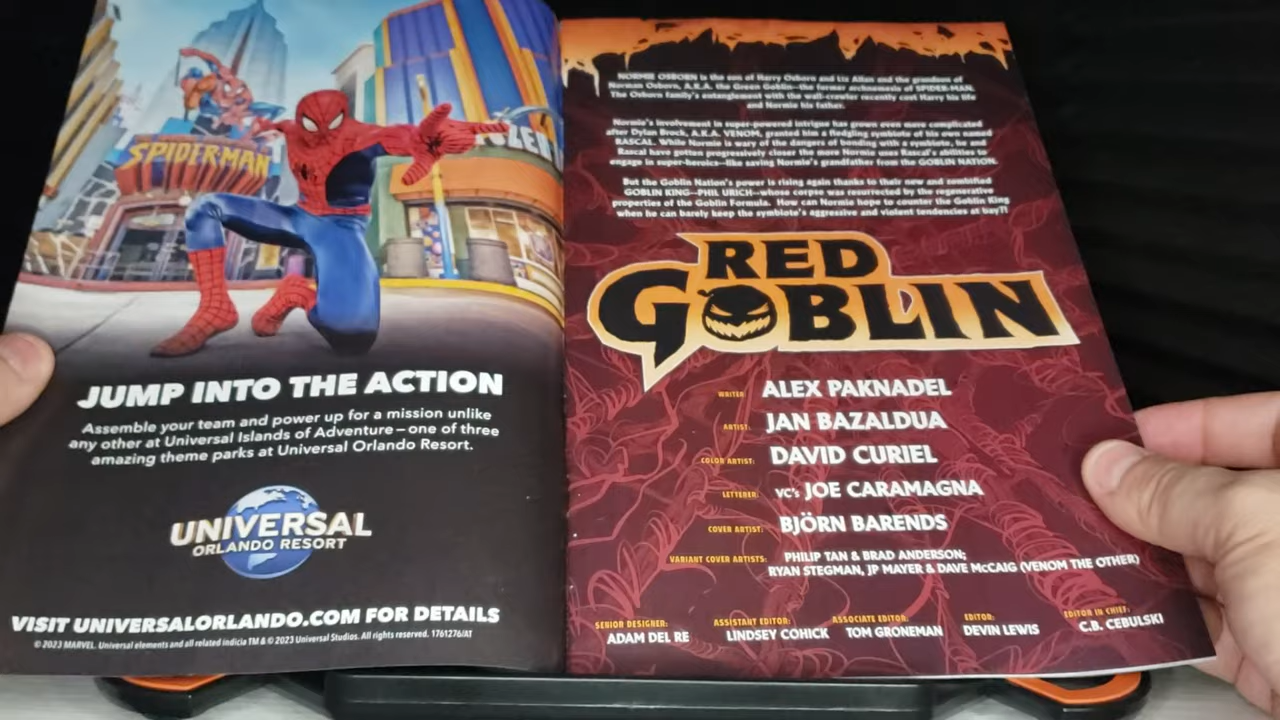 SPIDER-MAN
JUMP INTO THE ACTION
Assemble your team and power up for a mission unlike
any other at Universal Islands of Adventure—one of three
amazing theme parks at Universal Orlando Resort.
UNIVERSAL
ORLANDO RESORT
VISIT UNIVERSALORLANDO.COM FOR DETAILS
© 2023 MARVEL. Universal elements and all related indicia TM & © 2023 Universal Studios. All rights reserved. 1761276/AT
NORMIE OSBORN is the son of Harry Osborn and Liz Allan and the grandson of
Norman Osborn, A.K.A. the Green Goblin--the former archnemesis of SPIDER-MAN.
The Osborn family's entanglement with the wall-crawler recently cost Harry his life
and Normie his father.
Normie's involvement in super-powered intrigue has grown even more complicated
after Dylan Brock, A.K.A. VENOM, granted him a fledgling symbiote of his own named
RASCAL. While Normie is wary of the dangers of bonding with a symbiote, he and
Rascal have gotten progressively closer the more Normie uses Rascal's abilities to
engage in super-heroics--like saving Normie's grandfather from the GOBLIN NATION.
But the Goblin Nation's power is rising again thanks to their new and zombified
GOBLIN KING--PHIL URICH--whose corpse was resurrected by the regenerative
properties of the Goblin Formula. How can Normie hope to counter the Goblin King
when he can barely keep the symbiote's aggressive and violent tendencies at bay?!
RED
GOBLIN
WRITER: ALEX PAKNADEL
ARTIST: JAN BAZALDUA
COLOR ARTIST: DAVID CURIEL
LETTERER: VC's JOE CARAMAGNA
COVER ARTIST: BJÖRN BARENDS
VARIANT COVER ARTISTS: PHILIP TAN & BRAD ANDERSON;
RYAN STEGMAN, JP MAYER & DAVE McCAIG (VENOM THE OTHER)
SENIOR DESIGNER: ASSISTANT EDITOR: ASSOCIATE EDITOR: EDITOR: EDITOR IN CHIEF:
ADAM DEL RE LINDSEY COHICK TOM GRONEMAN DEVIN LEWIS C.B. CEBULSKI